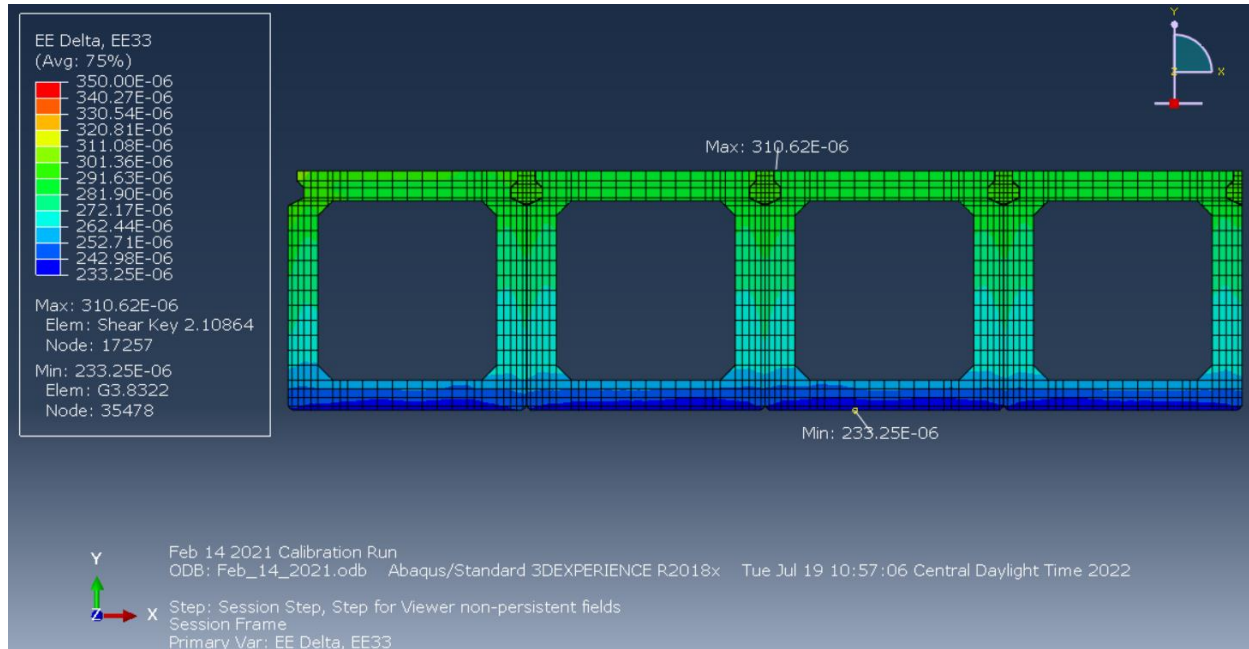 EE Delta, EE33
(Avg: 75%)
350.00E-06
340.27E-06
330.54E-06
320.81E-06
311.08E-06
301.36E-06
291.63E-06
281.90E-06
272.17E-06
262.44E-06
252.71E-06
242.98E-06
233.25E-06
Max: 310.62E-06
Elem: Shear Key 2.10864
Node: 17257
Min: 233.25E-06
Elem: G3.8322
Node: 35478
Y
Z
X
Max: 310.62E-06
Min: 233.25E-06
Y
Z
X
Feb 14 2021 Calibration Run
ODB: Feb_14_2021.odb Abaqus/Standard 3DEXPERIENCE R2018x Tue Jul 19 10:57:06 Central Daylight Time 2022
Step: Session Step, Step for Viewer non-persistent fields
Session Frame
Primary Var: EE Delta, EE33